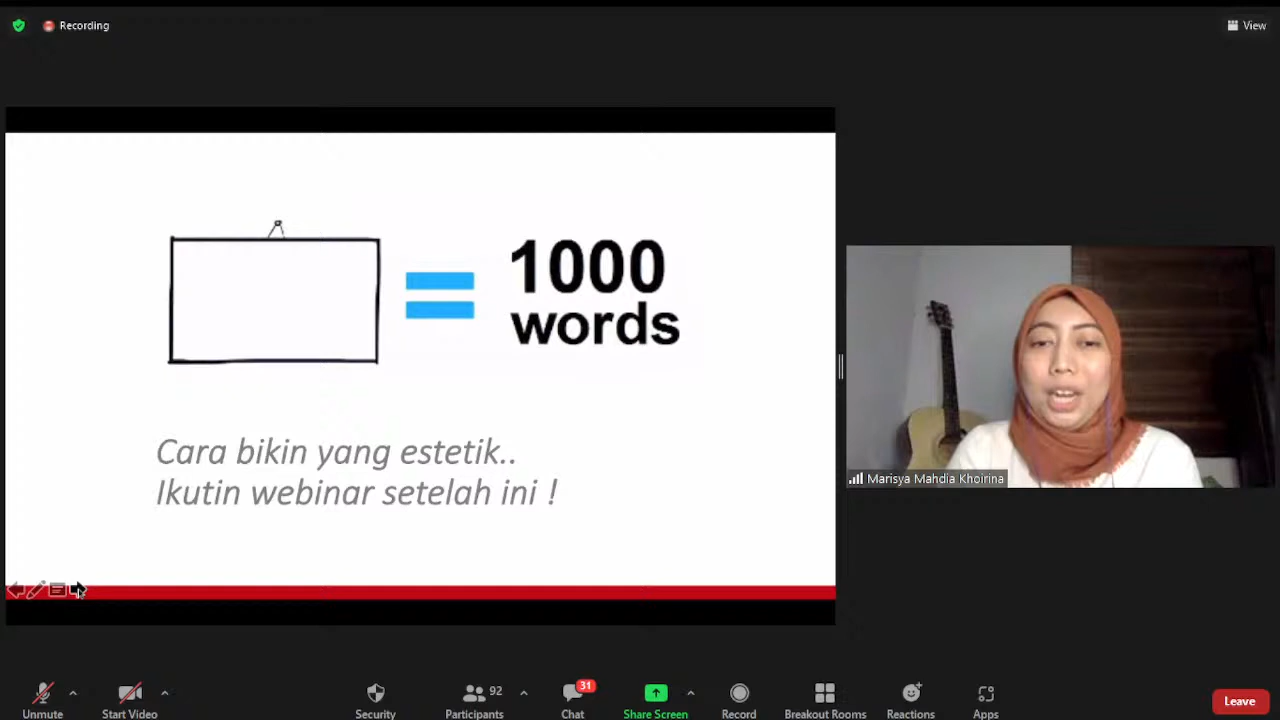 Recording
View
1000
words
Cara bikin yang estetik..
Ikutin webinar setelah ini !
Marisya Mahdia Khoirina
92
31
Unmute
Start Video
Security
Participants
Chat
Share Screen
Record
Breakout Rooms
Reactions
Apps
Leave